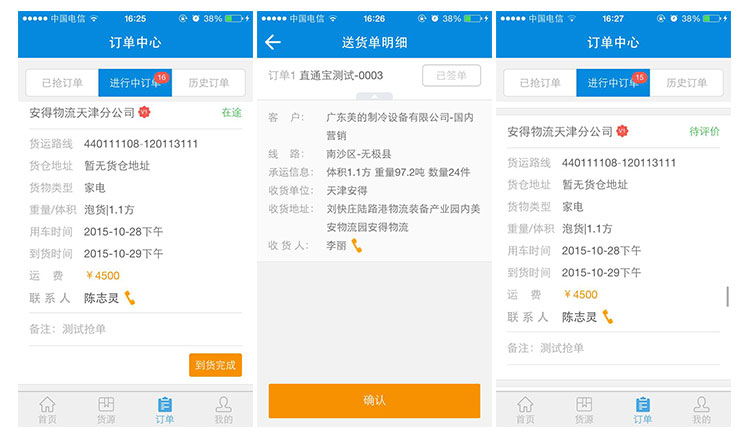 中国电信 16:25 38%
订单中心
已抢订单 进行中订单 16 历史订单
安得物流天津分公司 在途
货运路线 440111108-120113111
货仓地址 暂无货仓地址
货物类型 家电
重量/体积 泡货|1.1方
用车时间 2015-10-28下午
到货时间 2015-10-29下午
运 费 ￥4500
联 系 人 陈志灵
备注: 测试抢单
到货完成
首页 货源 订单 我的
中国电信 16:26 38%
送货单明细
订单1 直通宝测试-0003 已签单
客 户: 广东美的制冷设备有限公司-国内
营销
线 路: 南沙区-无极县
承运信息: 体积1.1方 重量97.2吨 数量24件
收货单位: 天津安得
收货地址: 刘快庄陆路港物流装备产业园内美
安物流园安得物流
收 货 人: 李丽
确认
中国电信 16:27 38%
订单中心
已抢订单 进行中订单 15 历史订单
安得物流天津分公司 待评价
货运路线 440111108-120113111
货仓地址 暂无货仓地址
货物类型 家电
重量/体积 泡货|1.1方
用车时间 2015-10-28下午
到货时间 2015-10-29下午
运 费 ￥4500
联 系 人 陈志灵
备注: 测试抢单
首页 货源 订单 我的